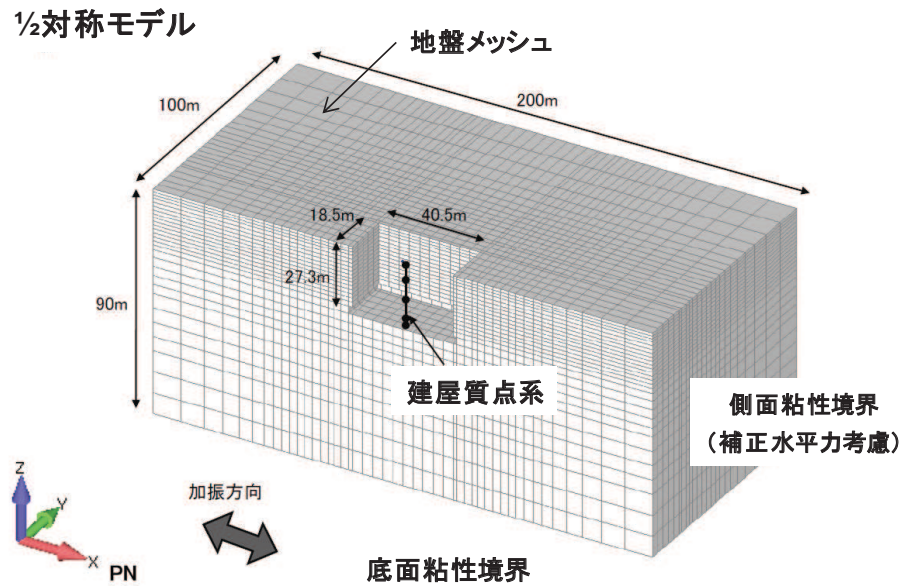 ½対称モデル
地盤メッシュ
100m
200m
18.5m
40.5m
27.3m
90m
建屋質点系
側面粘性境界
（補正水平力考慮）
Z
Y
X
PN
加振方向
底面粘性境界